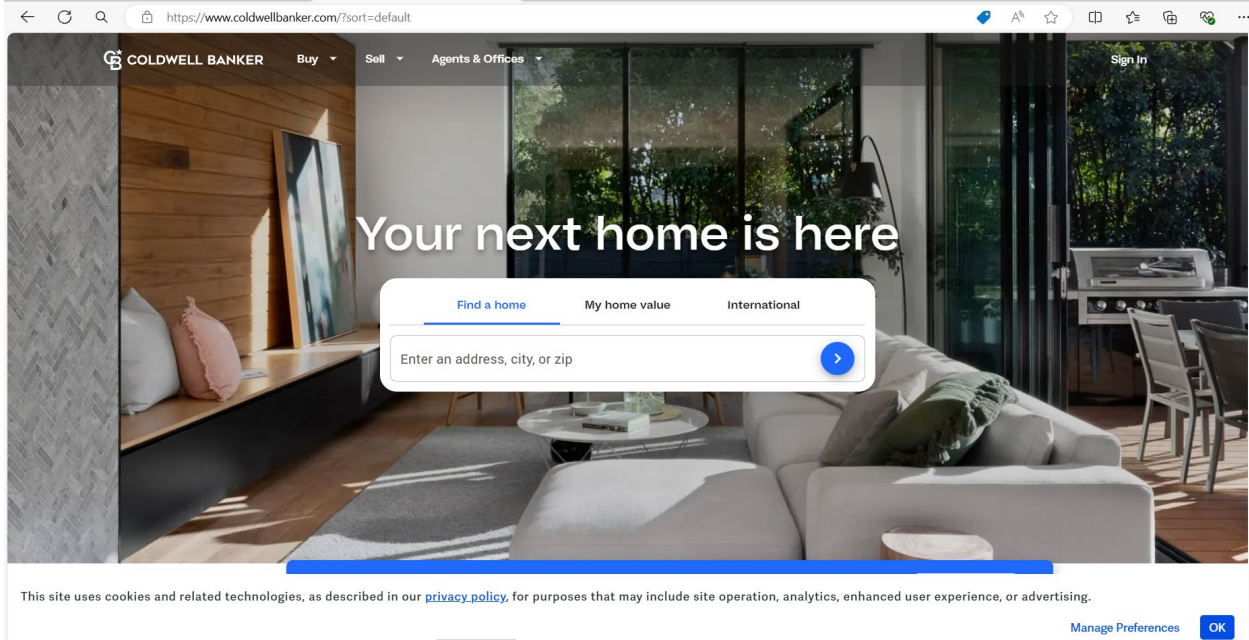 https://www.coldwellbanker.com/?sort=default
COLDWELL BANKER Buy Sell Agents & Offices Sign In
Your next home is here
Find a home My home value International
Enter an address, city, or zip
This site uses cookies and related technologies, as described in our privacy policy, for purposes that may include site operation, analytics, enhanced user experience, or advertising.
Manage Preferences OK